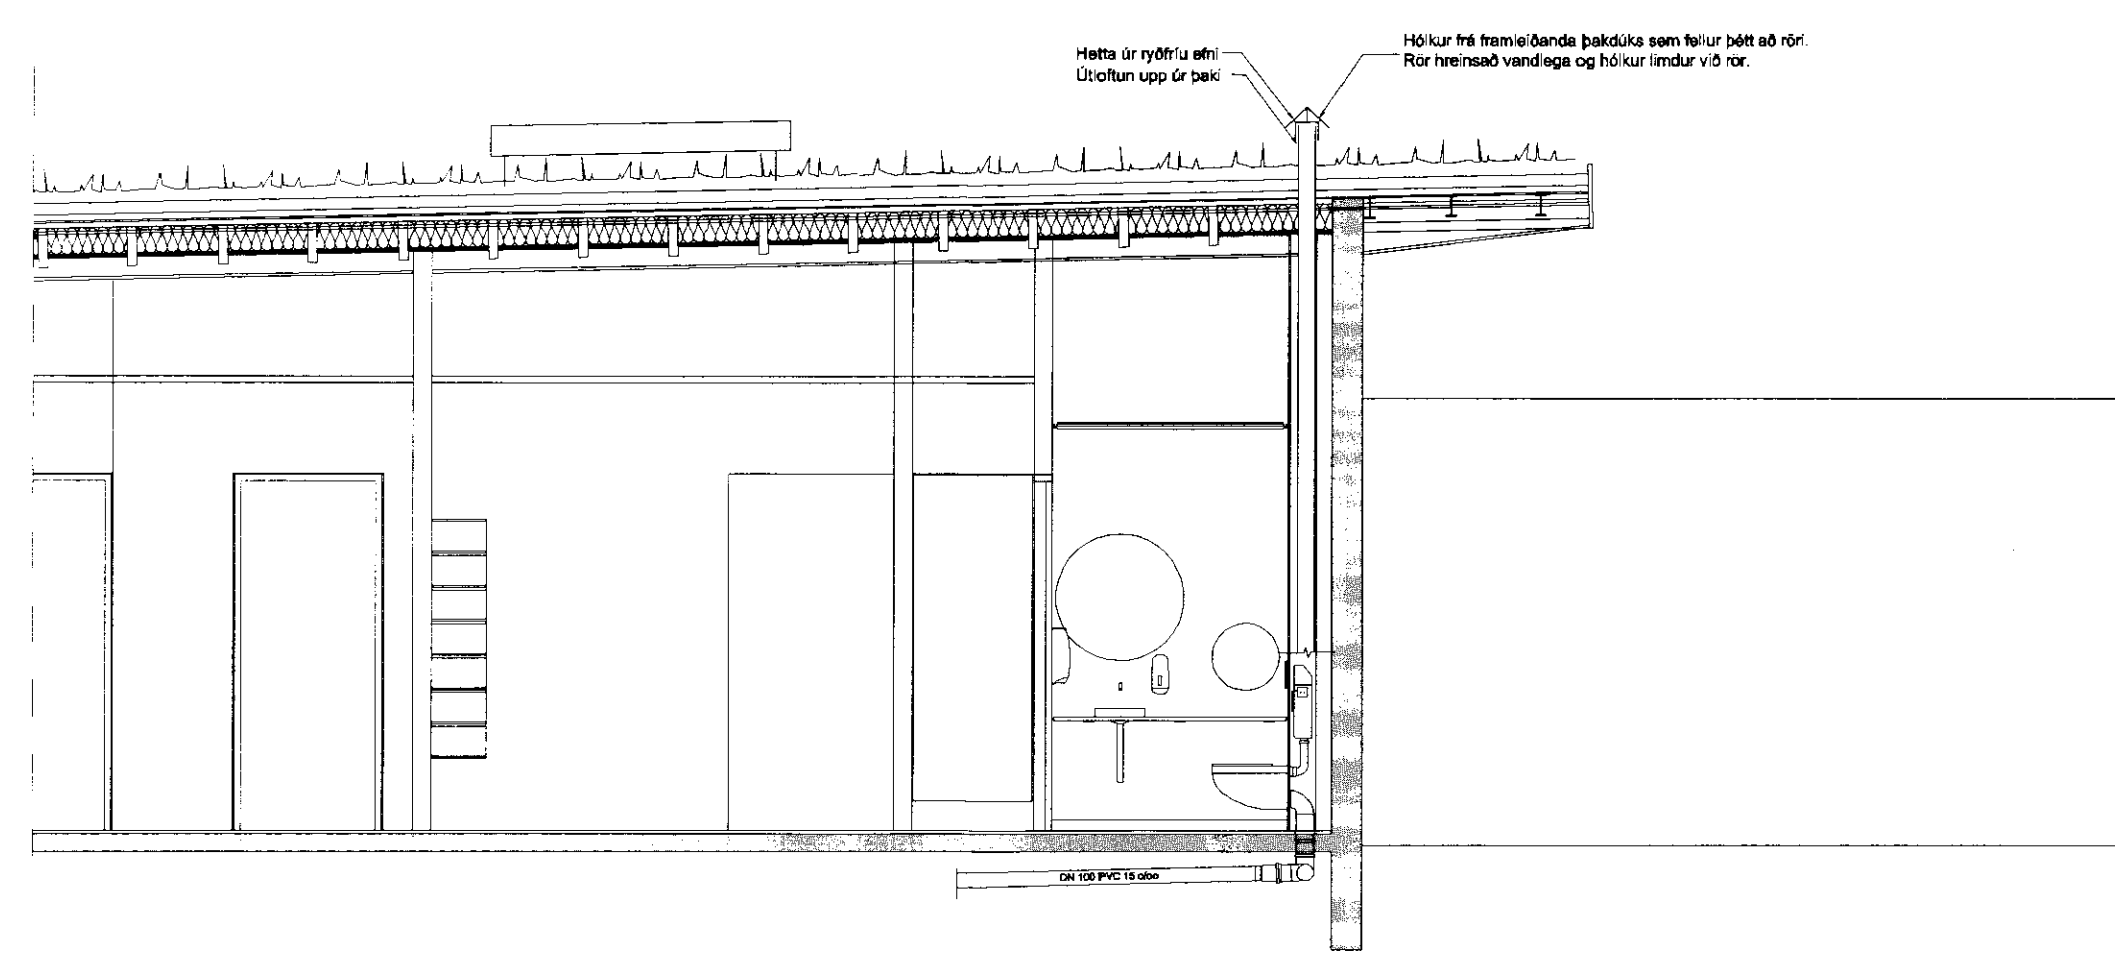 Hetta úr ryðfríu efni
Útloftun upp úr þaki
Hólkur frá framleiðanda þakdúks sem fellur þétt að röri.
Rör hreinsað vandlega og hólkur límdur við rör.
DN 100 PVC 15 o/oo